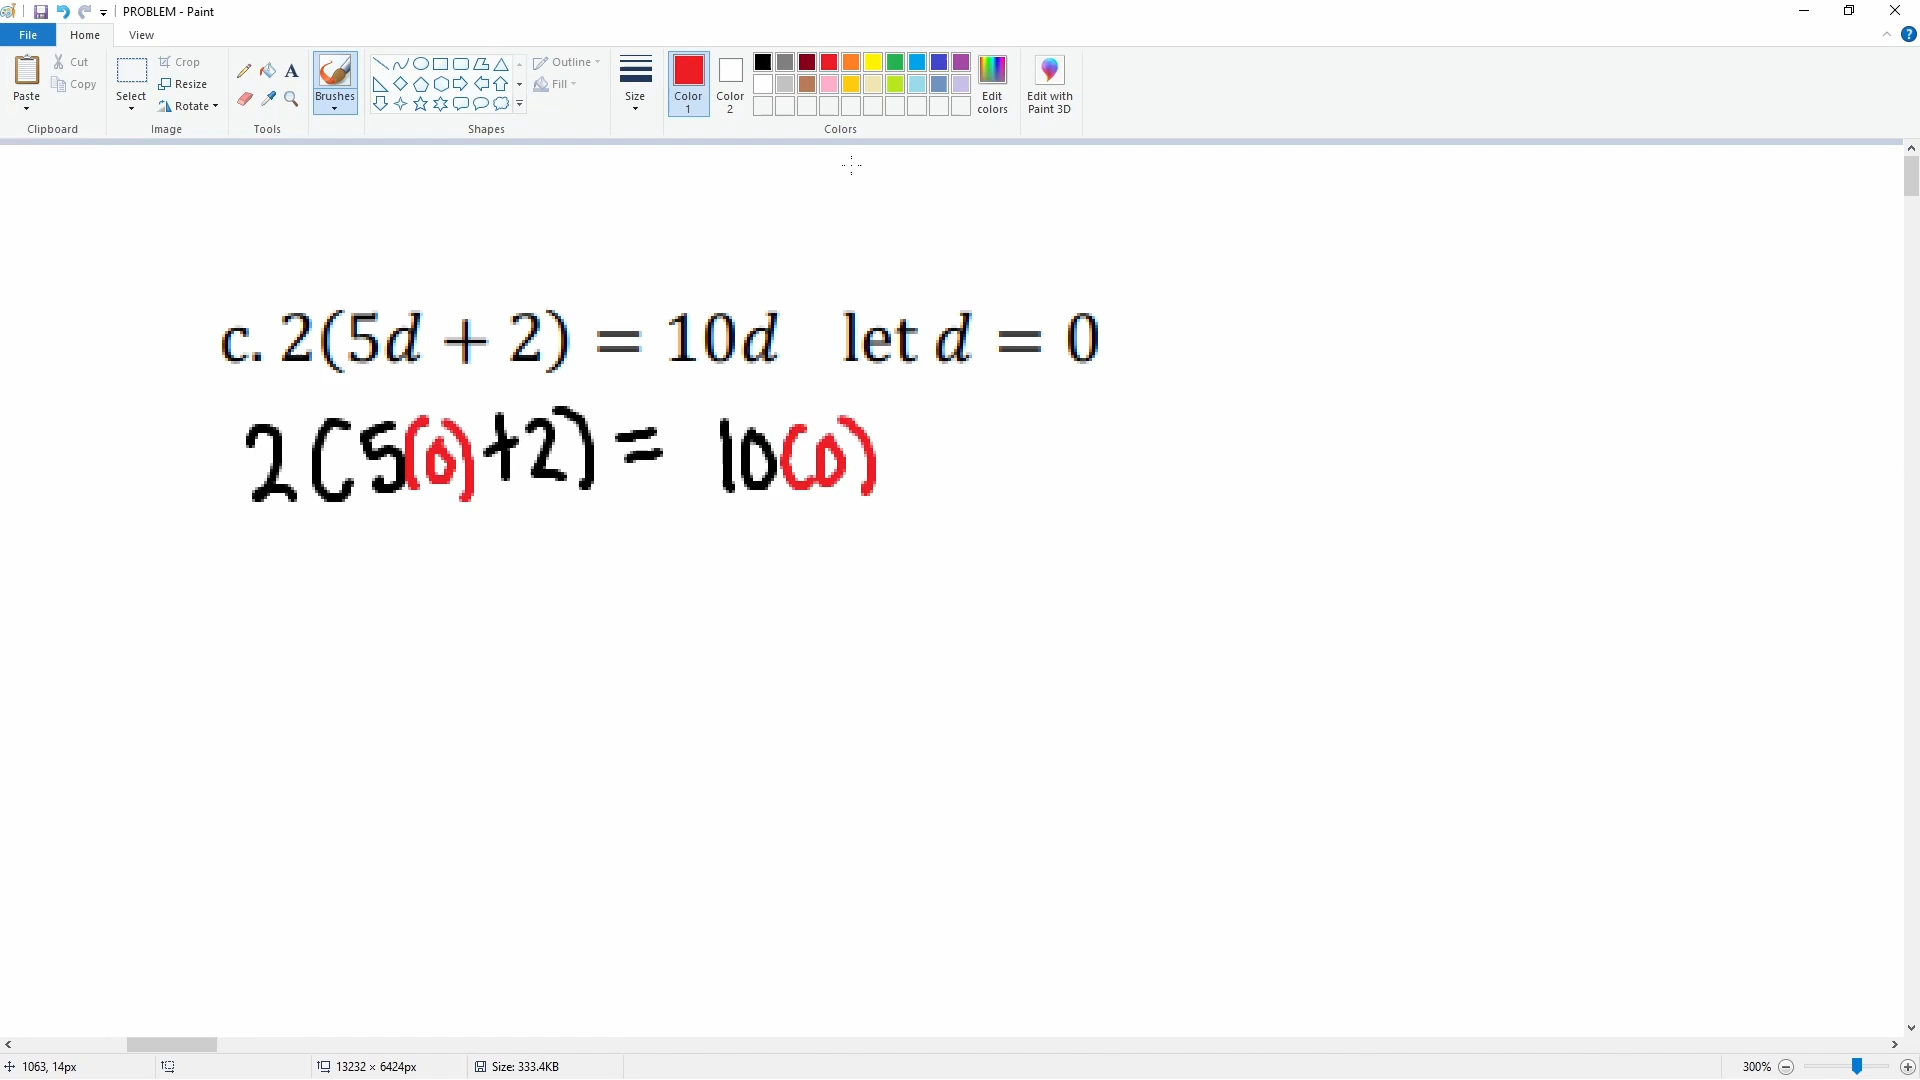 PROBLEM - Paint
File Home View
Paste
Cut
Copy
Clipboard
Select
Crop
Resize
Rotate
Image
Tools
Brushes
Shapes
Outline
Fill
Size
Color 1
Color 2
Edit colors
Colors
Edit with Paint 3D
c. 2(5d + 2) = 10d let d = 0
2(5(0)+2) = 10(0)
1063, 14px
13232 × 6424px
Size: 333.4KB
300%